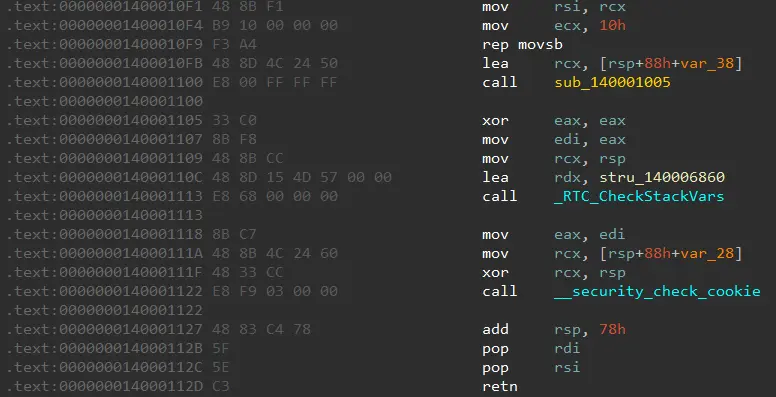 .text:00000001400010F1 48 8B F1 mov rsi, rcx
.text:00000001400010F4 B9 10 00 00 00 mov ecx, 10h
.text:00000001400010F9 F3 A4 rep movsb
.text:00000001400010FB 48 8D 4C 24 50 lea rcx, [rsp+88h+var_38]
.text:0000000140001100 E8 00 FF FF FF call sub_140001005
.text:0000000140001100
.text:0000000140001105 33 C0 xor eax, eax
.text:0000000140001107 8B F8 mov edi, eax
.text:0000000140001109 48 8B CC mov rcx, rsp
.text:000000014000110C 48 8D 15 4D 57 00 00 lea rdx, stru_140006860
.text:0000000140001113 E8 68 00 00 00 call _RTC_CheckStackVars
.text:0000000140001113
.text:0000000140001118 8B C7 mov eax, edi
.text:000000014000111A 48 8B 4C 24 60 mov rcx, [rsp+88h+var_28]
.text:000000014000111F 48 33 CC xor rcx, rsp
.text:0000000140001122 E8 F9 03 00 00 call __security_check_cookie
.text:0000000140001122
.text:0000000140001127 48 83 C4 78 add rsp, 78h
.text:000000014000112B 5F pop rdi
.text:000000014000112C 5E pop rsi
.text:000000014000112D C3 retn